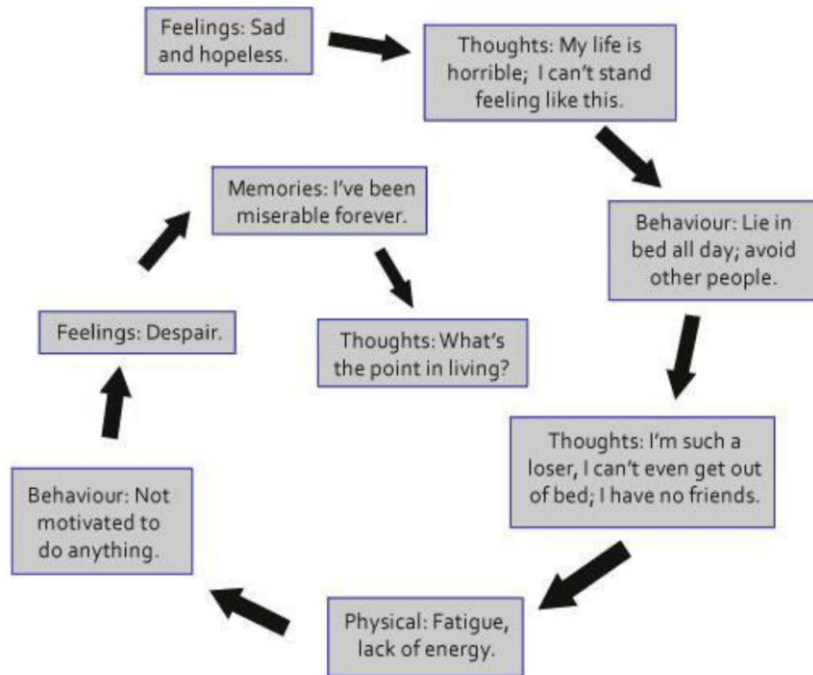 Feelings: Sad
and hopeless.
Thoughts: My life is
horrible; I can't stand
feeling like this.
Behaviour: Lie in
bed all day; avoid
other people.
Thoughts: I'm such a
loser, I can't even get out
of bed; I have no friends.
Physical: Fatigue,
lack of energy.
Behaviour: Not
motivated to
do anything.
Feelings: Despair.
Memories: I've been
miserable forever.
Thoughts: What's
the point in living?